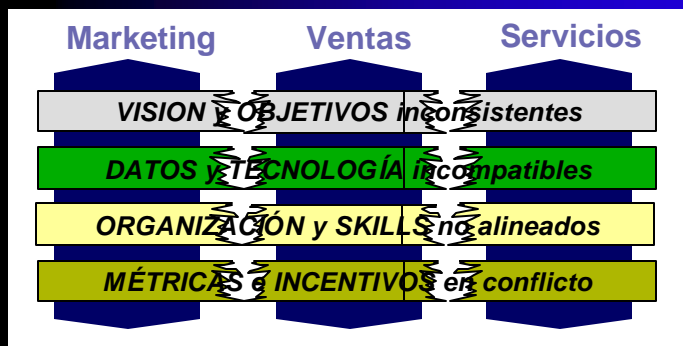 Marketing Ventas Servicios
VISION y OBJETIVOS inconsistentes
DATOS y TECNOLOGÍA incompatibles
ORGANIZACIÓN y SKILLS no alineados
MÉTRICAS e INCENTIVOS en conflicto